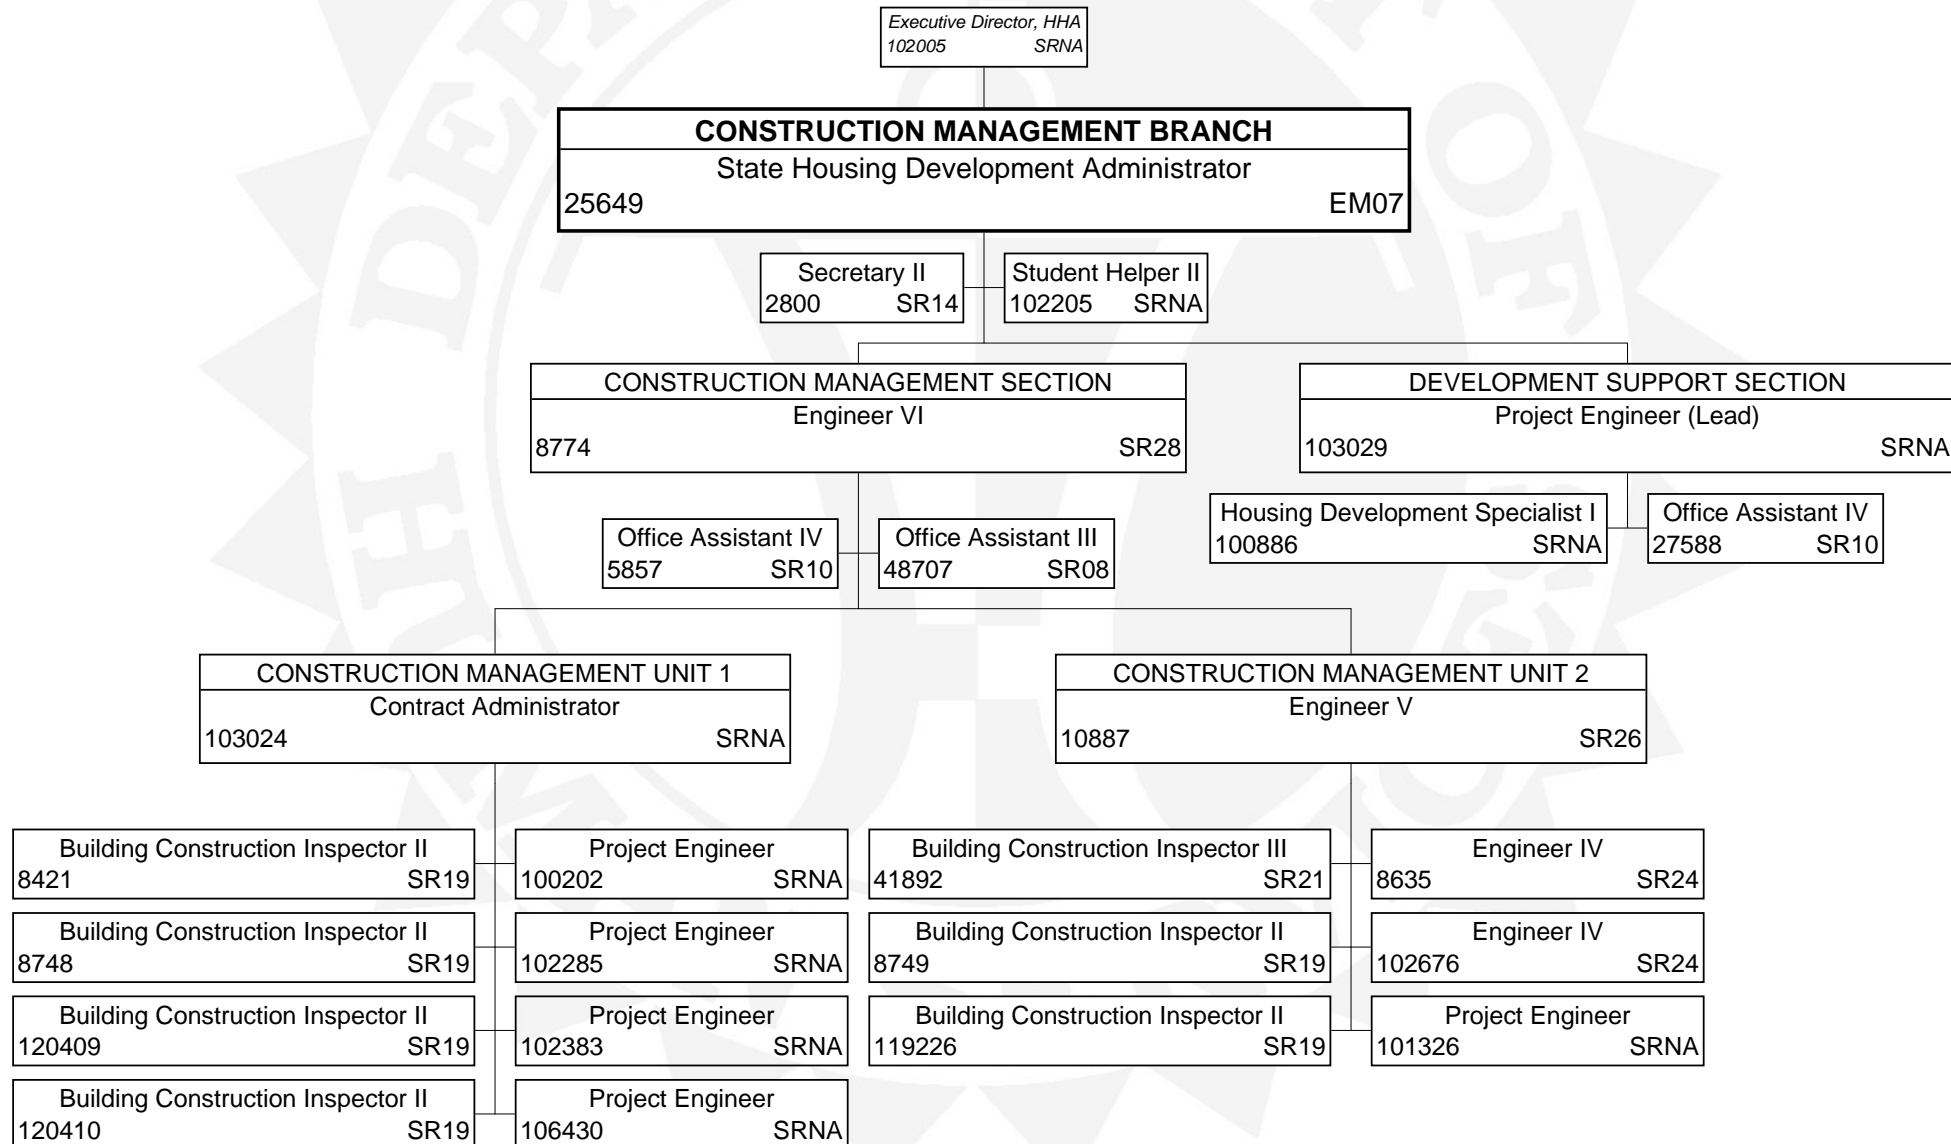 Executive Director, HHA
102005 SRNA
CONSTRUCTION MANAGEMENT BRANCH
State Housing Development Administrator
25649 EM07
Secretary II
2800 SR14
Student Helper II
102205 SRNA
CONSTRUCTION MANAGEMENT SECTION
Engineer VI
8774 SR28
DEVELOPMENT SUPPORT SECTION
Project Engineer (Lead)
103029 SRNA
Office Assistant IV
5857 SR10
Office Assistant III
48707 SR08
Housing Development Specialist I
100886 SRNA
Office Assistant IV
27588 SR10
CONSTRUCTION MANAGEMENT UNIT 1
Contract Administrator
103024 SRNA
CONSTRUCTION MANAGEMENT UNIT 2
Engineer V
10887 SR26
Building Construction Inspector II
8421 SR19
Project Engineer
100202 SRNA
Building Construction Inspector II
8748 SR19
Project Engineer
102285 SRNA
Building Construction Inspector II
120409 SR19
Project Engineer
102383 SRNA
Building Construction Inspector II
120410 SR19
Project Engineer
106430 SRNA
Building Construction Inspector III
41892 SR21
Engineer IV
8635 SR24
Building Construction Inspector II
8749 SR19
Engineer IV
102676 SR24
Building Construction Inspector II
119226 SR19
Project Engineer
101326 SRNA